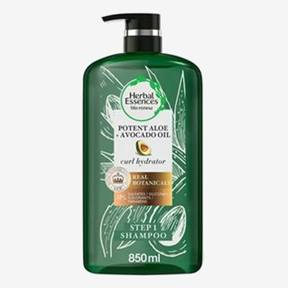 Herbal
Essences
bio:renew
POTENT ALOE
+ AVOCADO OIL
curl hydrator
REAL
BOTANICALS
STEP 1
SHAMPOO
850ml